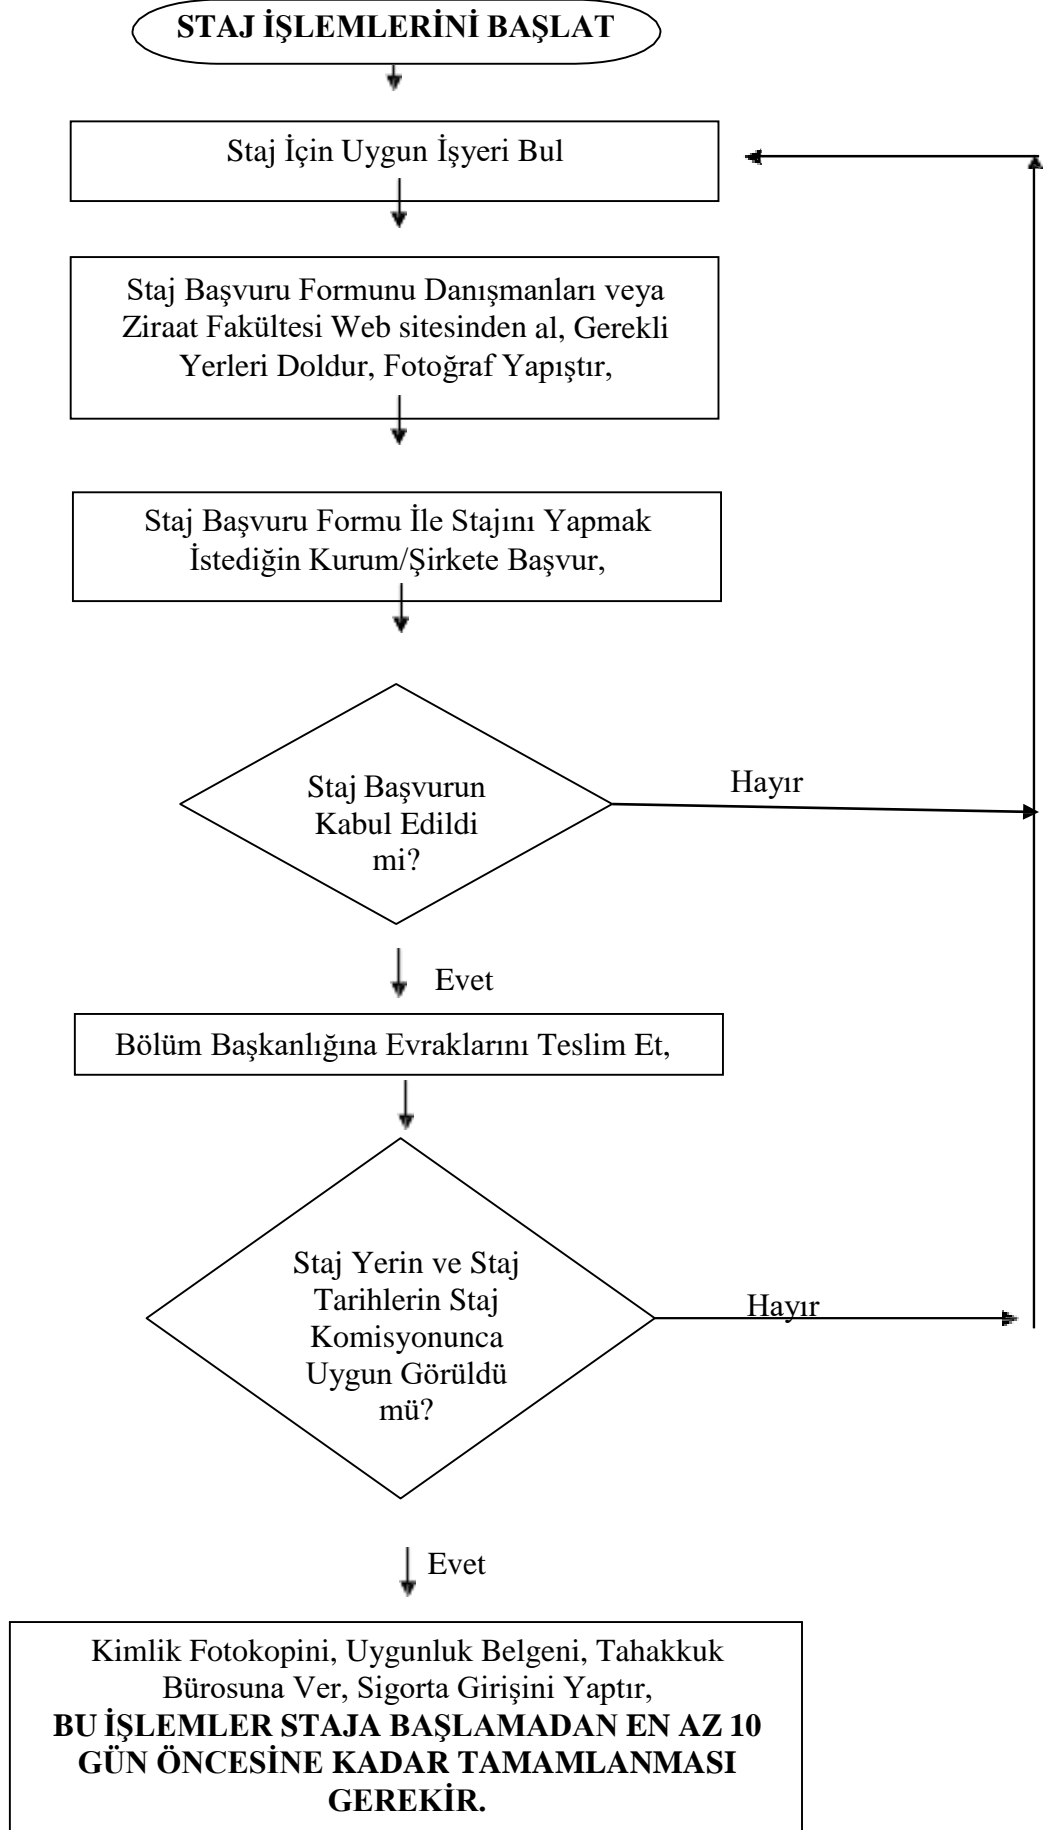 STAJ İŞLEMLERİNİ BAŞLAT
Staj İçin Uygun İşyeri Bul
Staj Başvuru Formunu Danışmanları veya
Ziraat Fakültesi Web sitesinden al, Gerekli
Yerleri Doldur, Fotoğraf Yapıştır,
Staj Başvuru Formu İle Stajını Yapmak
İstediğin Kurum/Şirkete Başvur,
Staj Başvurun
Kabul Edildi
mi?
Hayır
Evet
Bölüm Başkanlığına Evraklarını Teslim Et,
Staj Yerin ve Staj
Tarihlerin Staj
Komisyonunca
Uygun Görüldü
mü?
Hayır
Evet
Kimlik Fotokopini, Uygunluk Belgeni, Tahakkuk
Bürosuna Ver, Sigorta Girişini Yaptır,
BU İŞLEMLER STAJA BAŞLAMADAN EN AZ 10
GÜN ÖNCESİNE KADAR TAMAMLANMASI
GEREKİR.